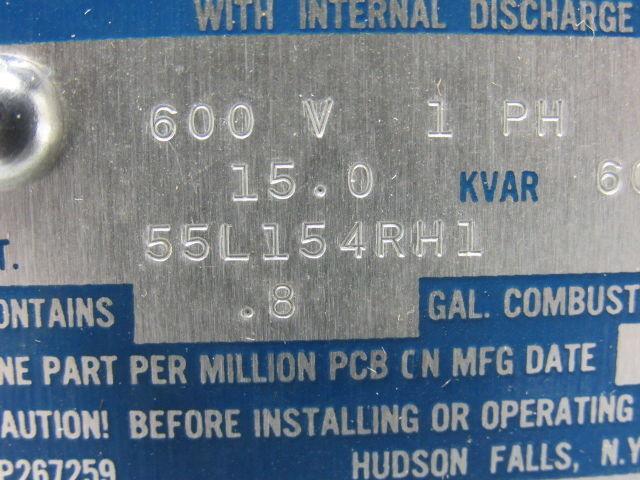 WITH INTERNAL DISCHARGE
600 V 1 PH
15.0 KVAR 60
T. 55L154RH1
ONTAINS .8 GAL. COMBUST
NE PART PER MILLION PCB ON MFG DATE
AUTION! BEFORE INSTALLING OR OPERATING
P267259 HUDSON FALLS, N.Y